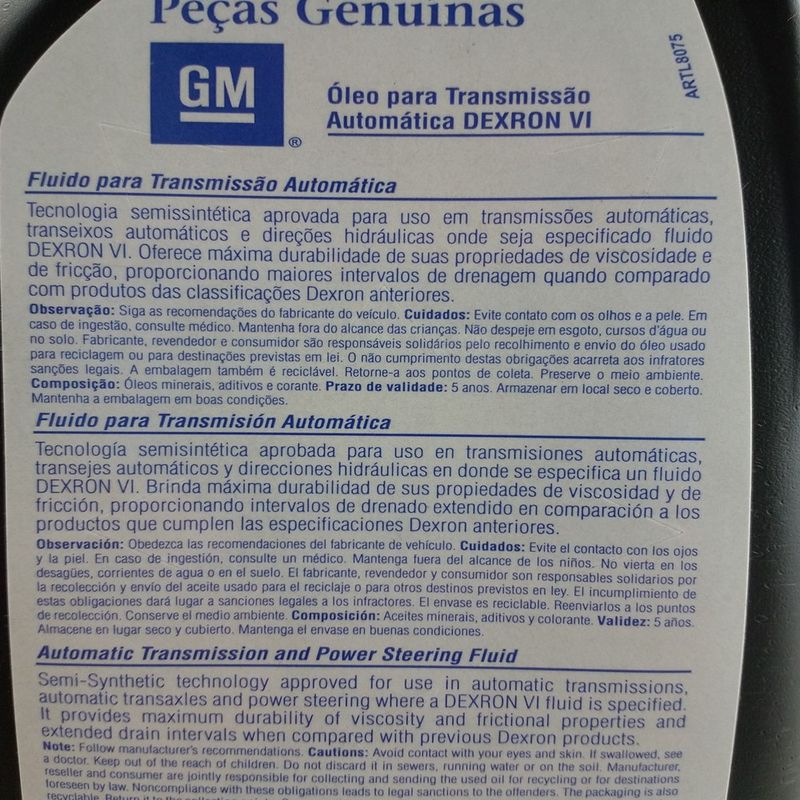 Peças Genuínas
GM
®
Óleo para Transmissão
Automática DEXRON VI
ARTL8075
Fluido para Transmissão Automática
Tecnologia semissintética aprovada para uso em transmissões automáticas,
transeixos automáticos e direções hidráulicas onde seja especificado fluido
DEXRON VI. Oferece máxima durabilidade de suas propriedades de viscosidade e
de fricção, proporcionando maiores intervalos de drenagem quando comparado
com produtos das classificações Dexron anteriores.
Observação: Siga as recomendações do fabricante do veículo. Cuidados: Evite contato com os olhos e a pele. Em
caso de ingestão, consulte médico. Mantenha fora do alcance das crianças. Não despeje em esgoto, cursos d'água ou
no solo. Fabricante, revendedor e consumidor são responsáveis solidários pelo recolhimento e envio do óleo usado
para reciclagem ou para destinações previstas em lei. O não cumprimento destas obrigações acarreta aos infratores
sanções legais. A embalagem também é reciclável. Retorne-a aos pontos de coleta. Preserve o meio ambiente.
Composição: Óleos minerais, aditivos e corante. Prazo de validade: 5 anos. Armazenar em local seco e coberto.
Mantenha a embalagem em boas condições.
Fluido para Transmisión Automática
Tecnología semisintética aprobada para uso en transmisiones automáticas,
transejes automáticos y direcciones hidráulicas en donde se especifica un fluido
DEXRON VI. Brinda máxima durabilidad de sus propiedades de viscosidad y de
fricción, proporcionando intervalos de drenado extendido en comparación a los
productos que cumplen las especificaciones Dexron anteriores.
Observación: Obedezca las recomendaciones del fabricante de vehículo. Cuidados: Evite el contacto con los ojos
y la piel. En caso de ingestión, consulte un médico. Mantenga fuera del alcance de los niños. No vierta en los
desagües, corrientes de agua o en el suelo. El fabricante, revendedor y consumidor son responsables solidarios por
la recolección y envío del aceite usado para el reciclaje o para otros destinos previstos en ley. El incumplimiento de
estas obligaciones dará lugar a sanciones legales a los infractores. El envase es reciclable. Reenviarlos a los puntos
de recolección. Conserve el medio ambiente. Composición: Aceites minerales, aditivos y colorante. Validez: 5 años.
Almacene en lugar seco y cubierto. Mantenga el envase en buenas condiciones.
Automatic Transmission and Power Steering Fluid
Semi-Synthetic technology approved for use in automatic transmissions,
automatic transaxles and power steering where a DEXRON VI fluid is specified.
It provides maximum durability of viscosity and frictional properties and
extended drain intervals when compared with previous Dexron products.
Note: Follow manufacturer's recommendations. Cautions: Avoid contact with your eyes and skin. If swallowed, see
a doctor. Keep out of the reach of children. Do not discard it in sewers, running water or on the soil. Manufacturer,
reseller and consumer are jointly responsible for collecting and sending the used oil for recycling or for destinations
foreseen by law. Noncompliance with these obligations leads to legal sanctions to the offenders. The packaging is also
recyclable. Return it to the